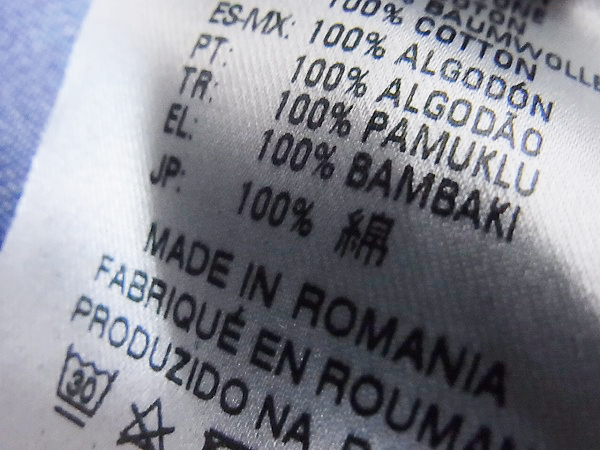 100% BAUMWOLLE
100% COTTON
ES-MX: 100% ALGODÓN
PT: 100% ALGODÃO
TR: 100% PAMUKLU
EL: 100% BAMBAKI
JP: 100% 綿
MADE IN ROMANIA
FABRIQUÉ EN ROUMAN
PRODUZIDO NA
30